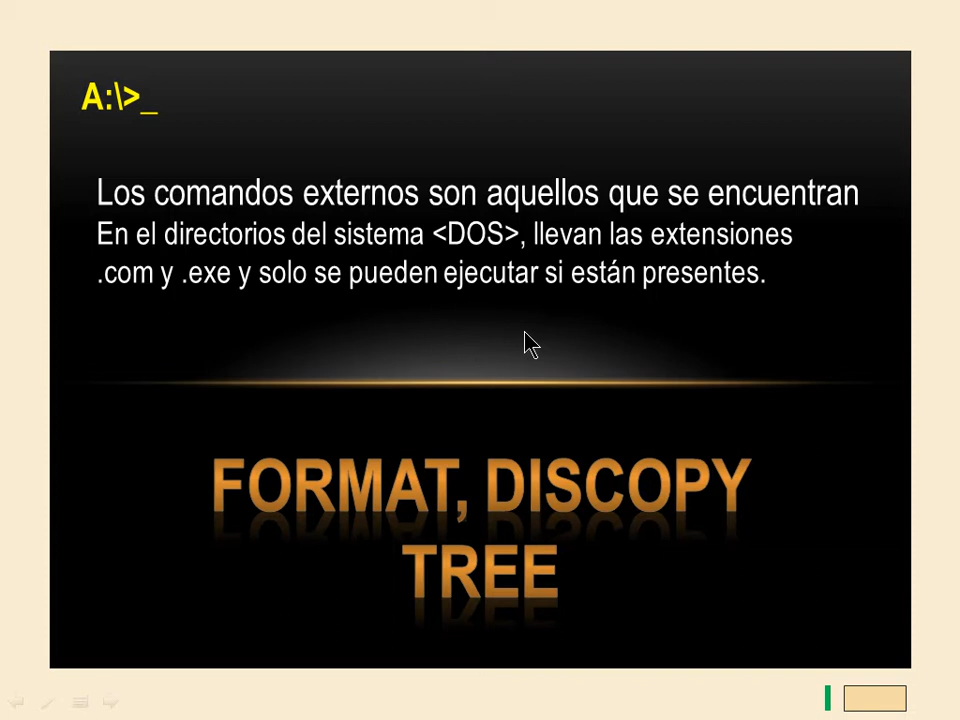 A:\>_
Los comandos externos son aquellos que se encuentran
En el directorios del sistema <DOS>, llevan las extensiones
.com y .exe y solo se pueden ejecutar si están presentes.
FORMAT, DISCOPY
TREE